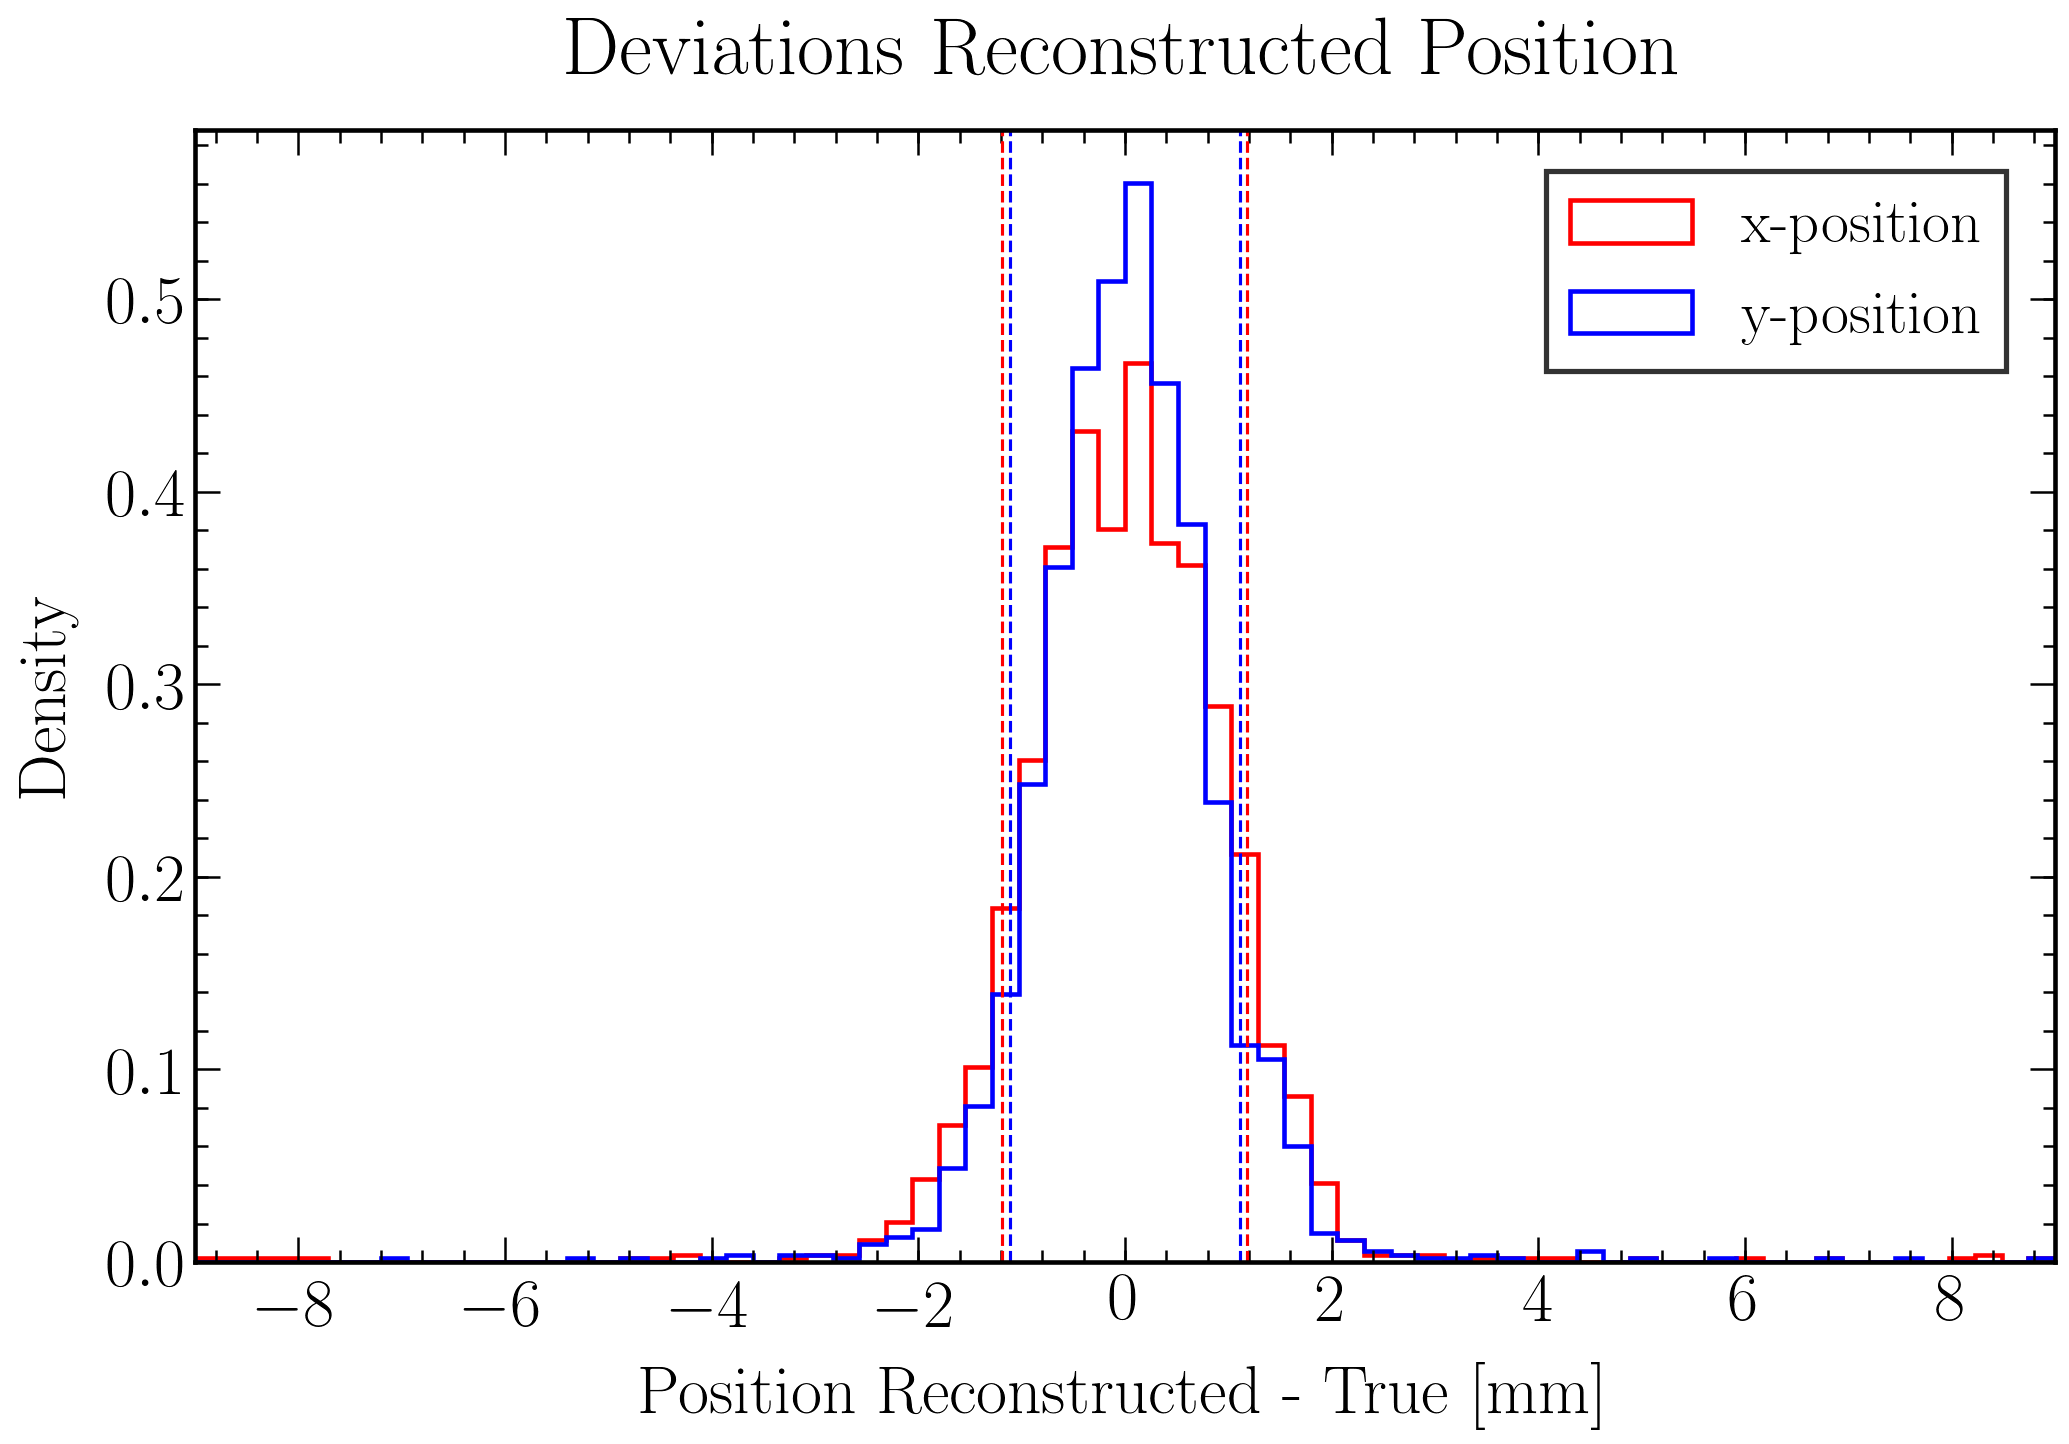 Deviations Reconstructed Position
x-position
y-position
Density
0.5
0.4
0.3
0.2
0.1
0.0
−8 −6 −4 −2 0 2 4 6 8
Position Reconstructed - True [mm]